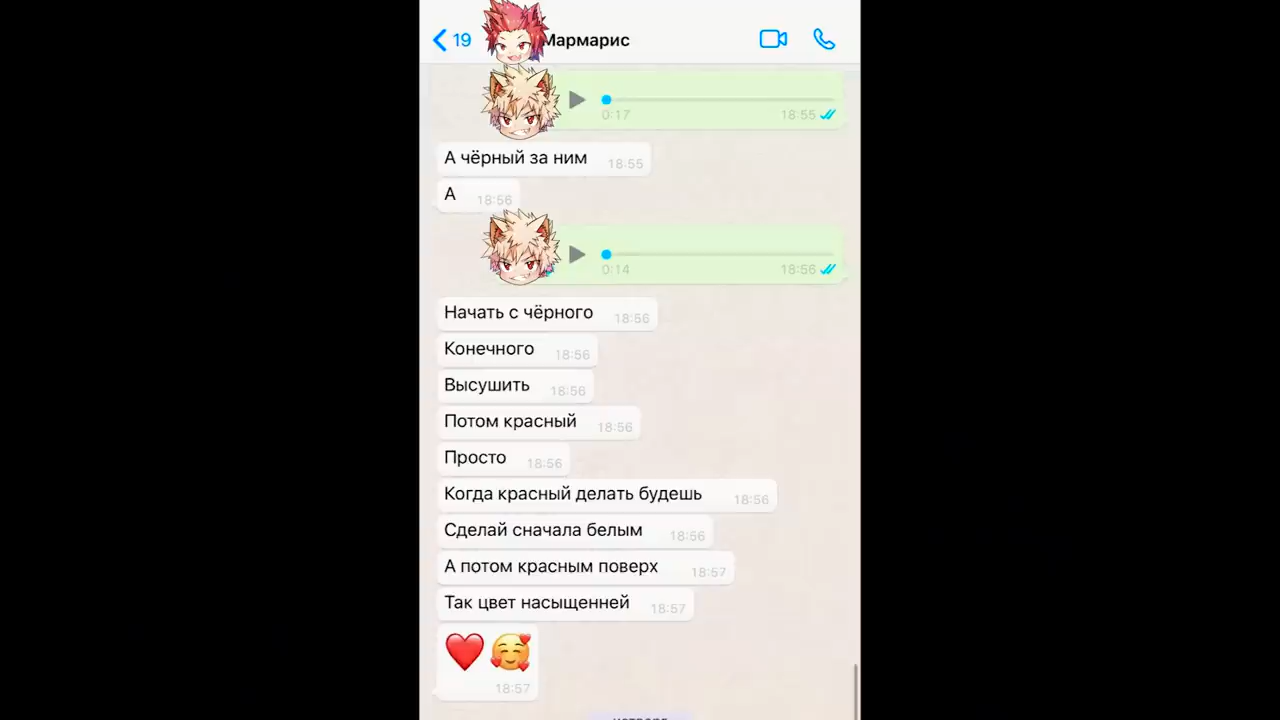 19 Мармарис
0:17 18:55
А чёрный за ним 18:55
А 18:56
0:14 18:56
Начать с чёрного 18:56
Конечного 18:56
Высушить 18:56
Потом красный 18:56
Просто 18:56
Когда красный делать будешь 18:56
Сделай сначала белым 18:56
А потом красным поверх 18:57
Так цвет насыщенней 18:57
18:57